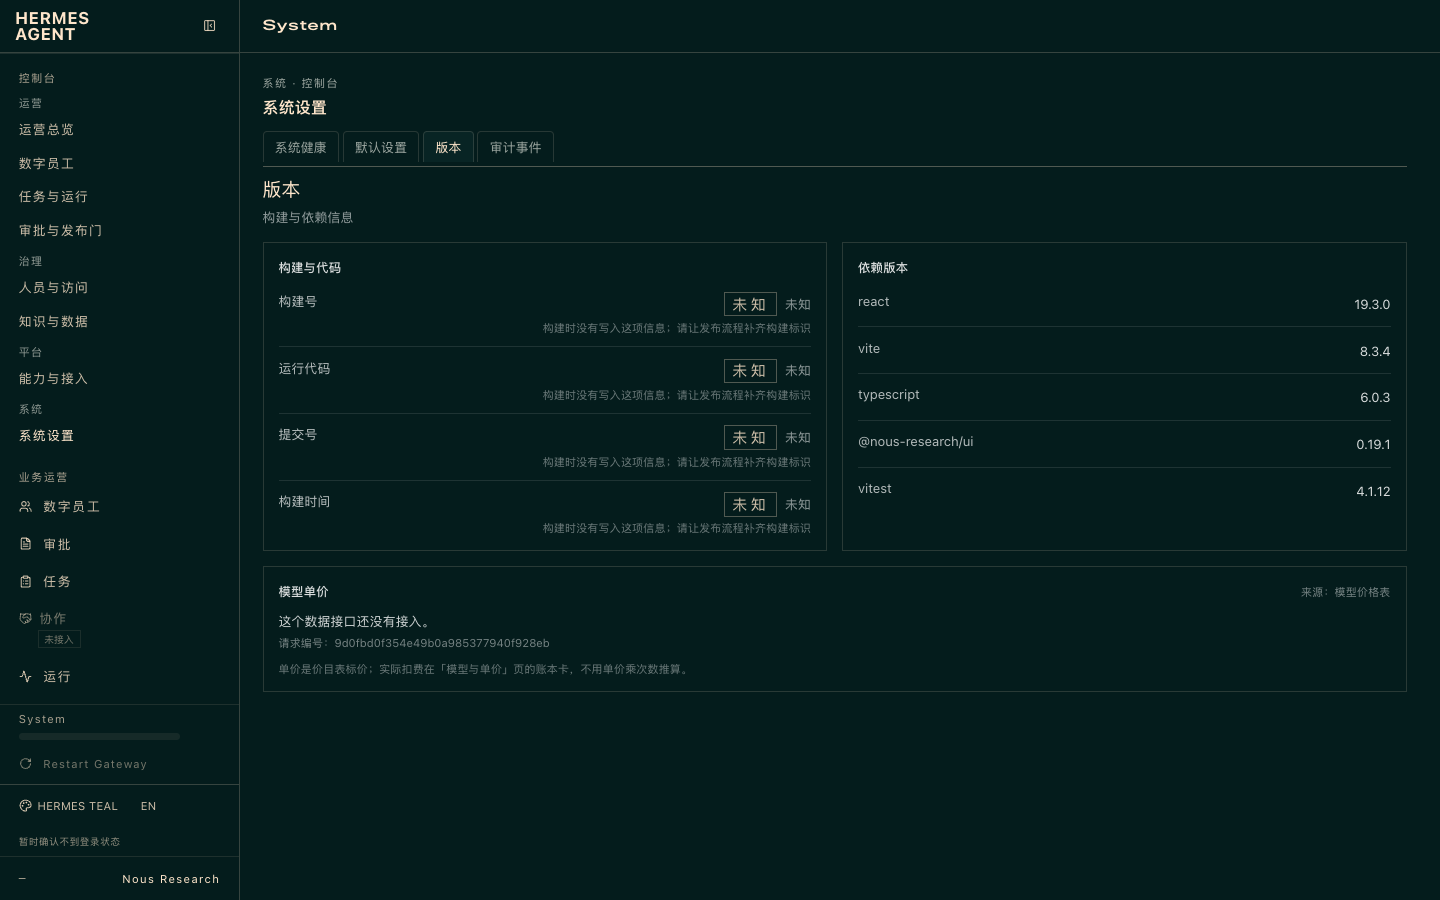 HERMES
AGENT
控制台
运营
运营总览
数字员工
任务与运行
审批与发布门
治理
人员与访问
知识与数据
平台
能力与接入
系统
系统设置
业务运营
数字员工
审批
任务
协作
未接入
运行
System
Restart Gateway
HERMES TEAL EN
暂时确认不到登录状态
— Nous Research
System
系统 · 控制台
系统设置
系统健康 默认设置 版本 审计事件
版本
构建与依赖信息
构建与代码
构建号 未知 未知
构建时没有写入这项信息；请让发布流程补齐构建标识
运行代码 未知 未知
构建时没有写入这项信息；请让发布流程补齐构建标识
提交号 未知 未知
构建时没有写入这项信息；请让发布流程补齐构建标识
构建时间 未知 未知
构建时没有写入这项信息；请让发布流程补齐构建标识
依赖版本
react 19.3.0
vite 8.3.4
typescript 6.0.3
@nous-research/ui 0.19.1
vitest 4.1.12
模型单价 来源：模型价格表
这个数据接口还没有接入。
请求编号：9d0fbd0f354e49b0a985377940f928eb
单价是价目表标价；实际扣费在「模型与单价」页的账本卡，不用单价乘次数推算。